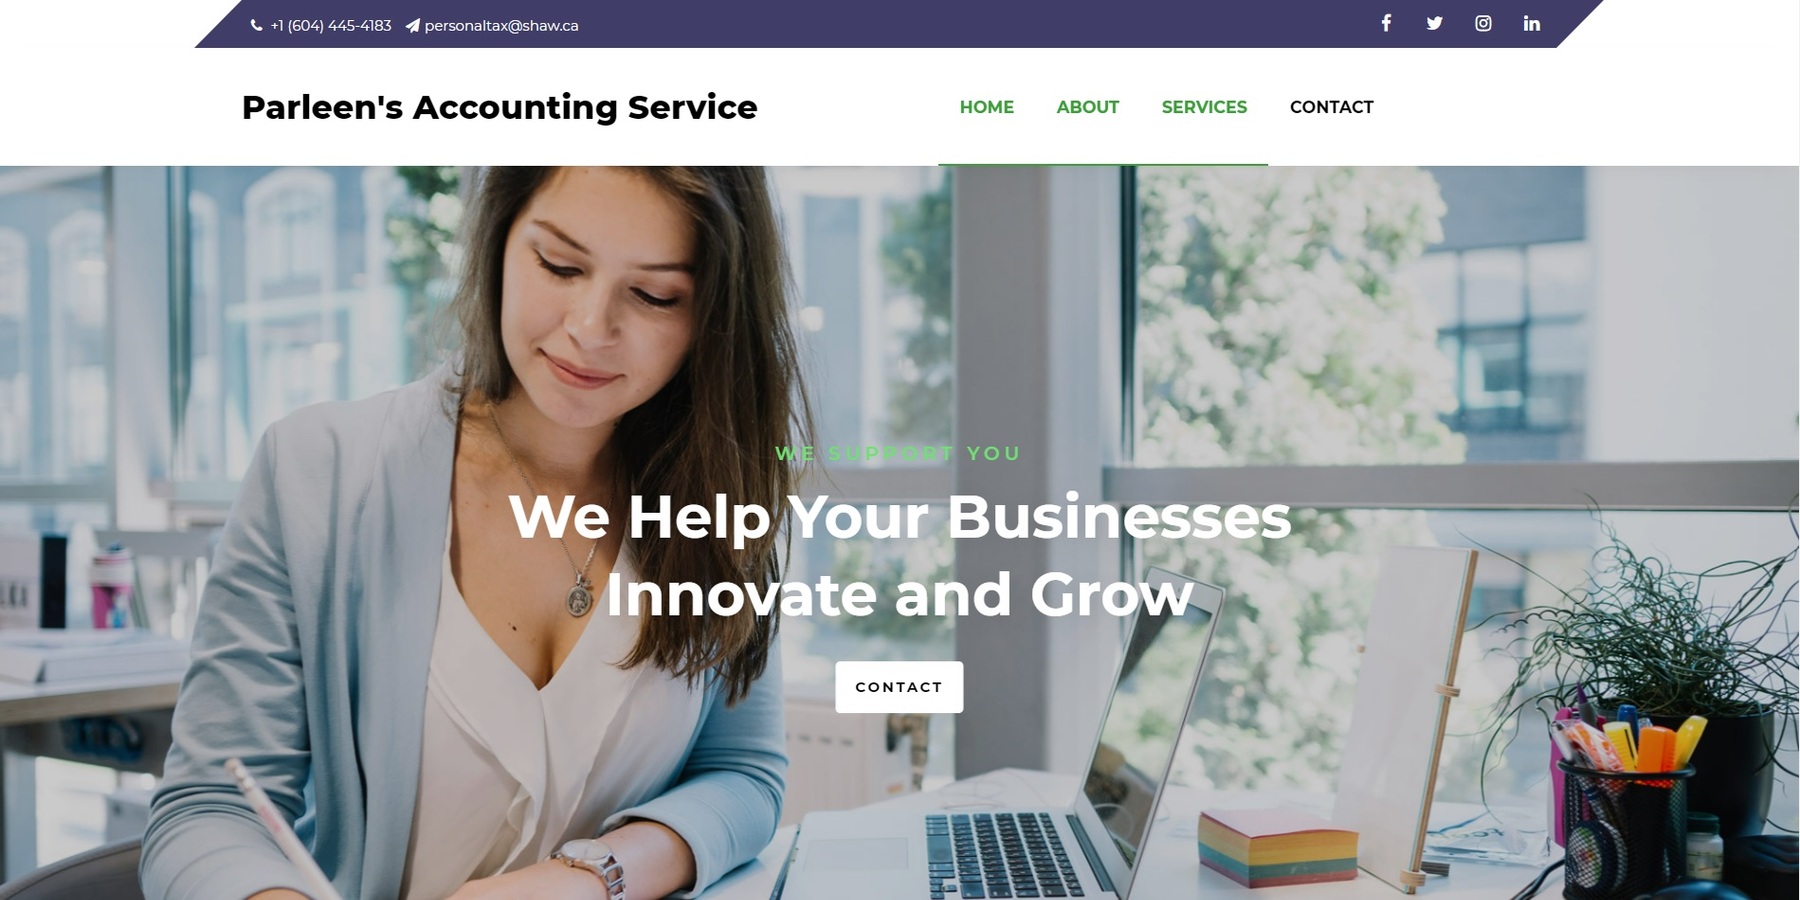 +1 (604) 445-4183 personaltax@shaw.ca
Parleen's Accounting Service
HOME ABOUT SERVICES CONTACT
WE SUPPORT YOU
We Help Your Businesses
Innovate and Grow
CONTACT